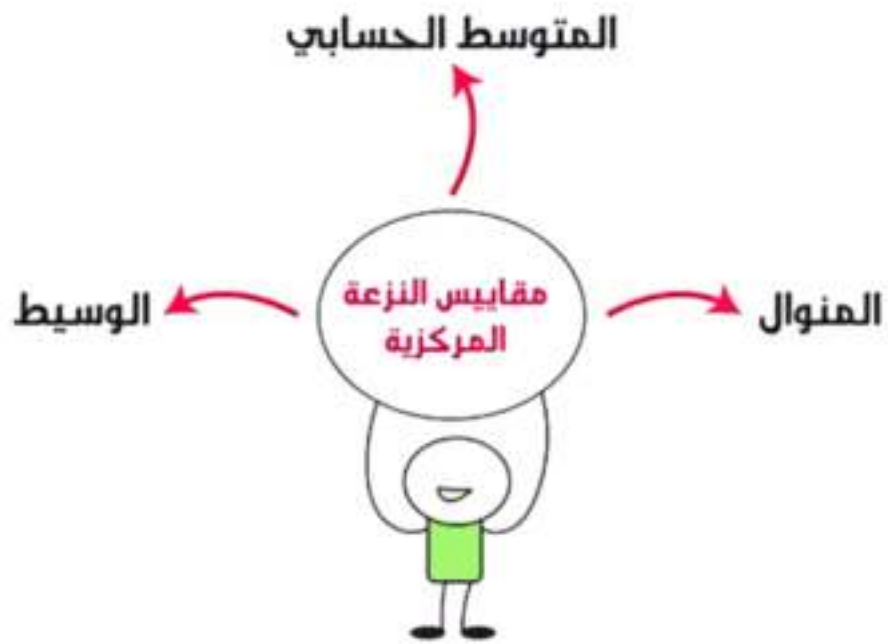 المتوسط الحسابي
مقاييس النزعة
المركزية
المنوال
الوسيط